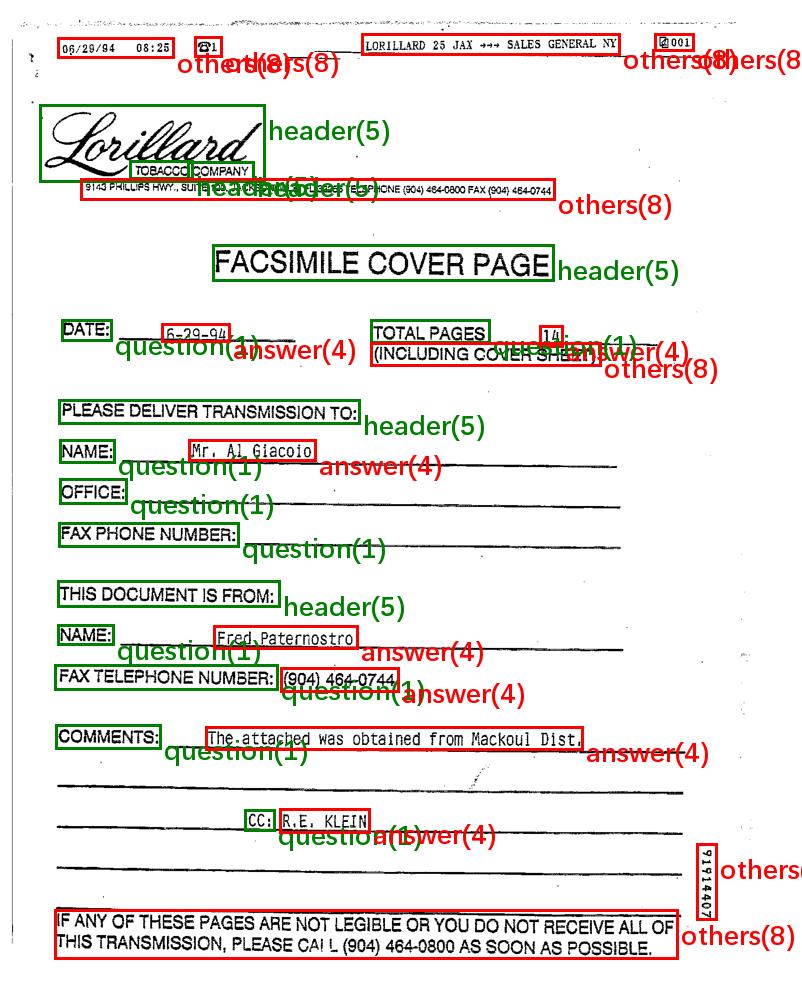 06/29/94 08:25 ☎1 LORILLARD 25 JAX →→→ SALES GENERAL NY 001
others(8) others(8) others(8) others(8)
Lorillard
header(5)
TOBACCO COMPANY
header(5) header(5)
9143 PHILLIPS HWY., PHONE (904) 464-0800 FAX (904) 464-0744
others(8)
FACSIMILE COVER PAGE
header(5)
DATE: 6-29-94 TOTAL PAGES 14
question(1) answer(4) question(1) answer(4)
(INCLUDING COVER SHEET)
others(8)
PLEASE DELIVER TRANSMISSION TO:
header(5)
NAME: Mr. Al Giacoio
question(1) answer(4)
OFFICE:
question(1)
FAX PHONE NUMBER:
question(1)
THIS DOCUMENT IS FROM:
header(5)
NAME: Fred Paternostro
question(1) answer(4)
FAX TELEPHONE NUMBER: (904) 464-0744
question(1) answer(4)
COMMENTS: The attached was obtained from Mackoul Dist.
question(1) answer(4)
CC: R.E. KLEIN
question(1) answer(4)
91914407
others(
IF ANY OF THESE PAGES ARE NOT LEGIBLE OR YOU DO NOT RECEIVE ALL OF
THIS TRANSMISSION, PLEASE CALL (904) 464-0800 AS SOON AS POSSIBLE.
others(8)